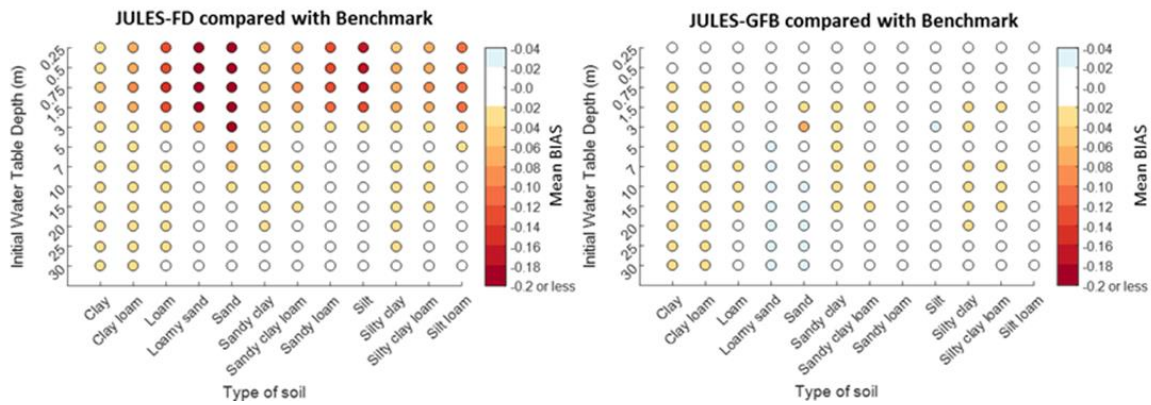 JULES-FD compared with Benchmark
Initial Water Table Depth (m)
0.25
0.5
0.75
1.5
3
5
7
10
15
20
25
30
Clay
Clay loam
Loam
Loamy sand
Sand
Sandy clay
Sandy clay loam
Sandy loam
Silt
Silty clay
Silty clay loam
Silt loam
Type of soil
-0.04
-0.02
-0.0
-0.02
-0.04
-0.06
-0.08
-0.10
-0.12
-0.14
-0.16
-0.18
-0.2 or less
Mean BIAS
JULES-GFB compared with Benchmark
Initial Water Table Depth (m)
0.25
0.5
0.75
1.5
3
5
7
10
15
20
25
30
Clay
Clay loam
Loam
Loamy sand
Sand
Sandy clay
Sandy clay loam
Sandy loam
Silt
Silty clay
Silty clay loam
Silt loam
Type of soil
-0.04
-0.02
-0.0
-0.02
-0.04
-0.06
-0.08
-0.10
-0.12
-0.14
-0.16
-0.18
-0.2 or less
Mean BIAS